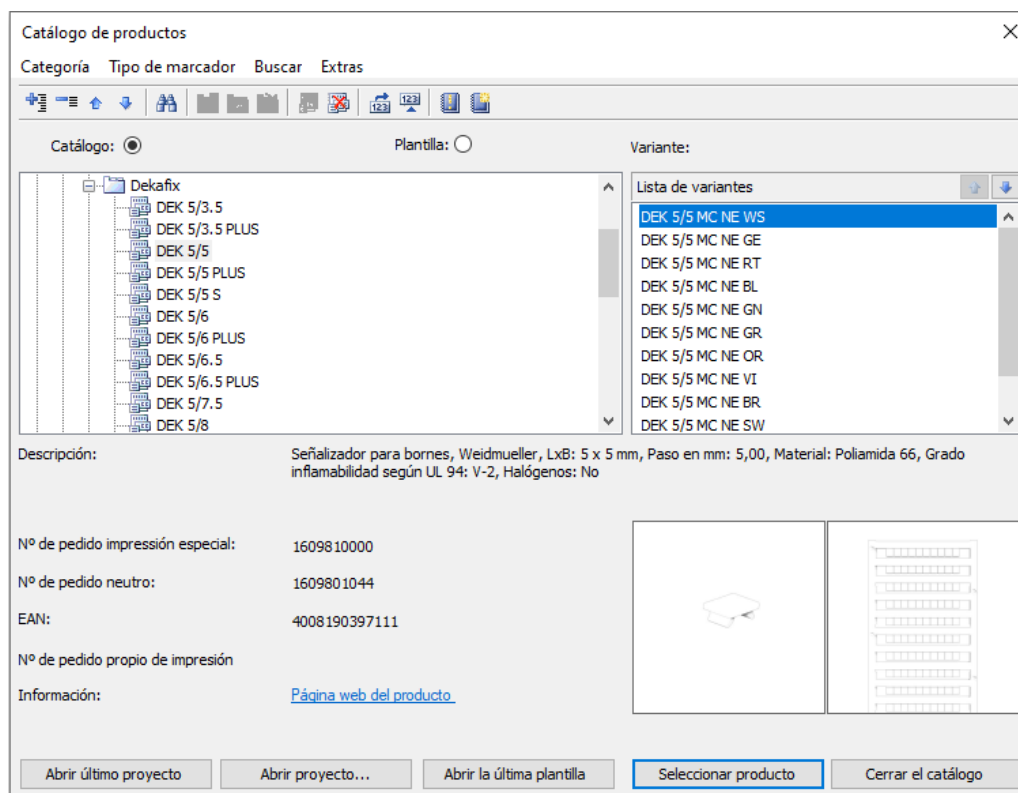 Catálogo de productos
Categoría Tipo de marcador Buscar Extras
Catálogo: Plantilla: Variante:
Dekafix
DEK 5/3.5
DEK 5/3.5 PLUS
DEK 5/5
DEK 5/5 PLUS
DEK 5/5 S
DEK 5/6
DEK 5/6 PLUS
DEK 5/6.5
DEK 5/6.5 PLUS
DEK 5/7.5
DEK 5/8
Lista de variantes
DEK 5/5 MC NE WS
DEK 5/5 MC NE GE
DEK 5/5 MC NE RT
DEK 5/5 MC NE BL
DEK 5/5 MC NE GN
DEK 5/5 MC NE GR
DEK 5/5 MC NE OR
DEK 5/5 MC NE VI
DEK 5/5 MC NE BR
DEK 5/5 MC NE SW
Descripción: Señalizador para bornes, Weidmueller, LxB: 5 x 5 mm, Paso en mm: 5,00, Material: Poliamida 66, Grado
inflamabilidad según UL 94: V-2, Halógenos: No
Nº de pedido impresión especial: 1609810000
Nº de pedido neutro: 1609801044
EAN: 4008190397111
Nº de pedido propio de impresión
Información: Página web del producto
Abrir último proyecto Abrir proyecto... Abrir la última plantilla Seleccionar producto Cerrar el catálogo